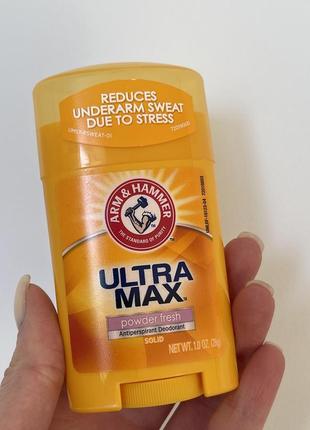 REDUCES
UNDERARM SWEAT
DUE TO STRESS
ARM & HAMMER
THE STANDARD OF PURITY
ULTRA
MAX™
powder fresh
Antiperspirant Deodorant
SOLID
NET WT. 1.0 OZ. (28g)